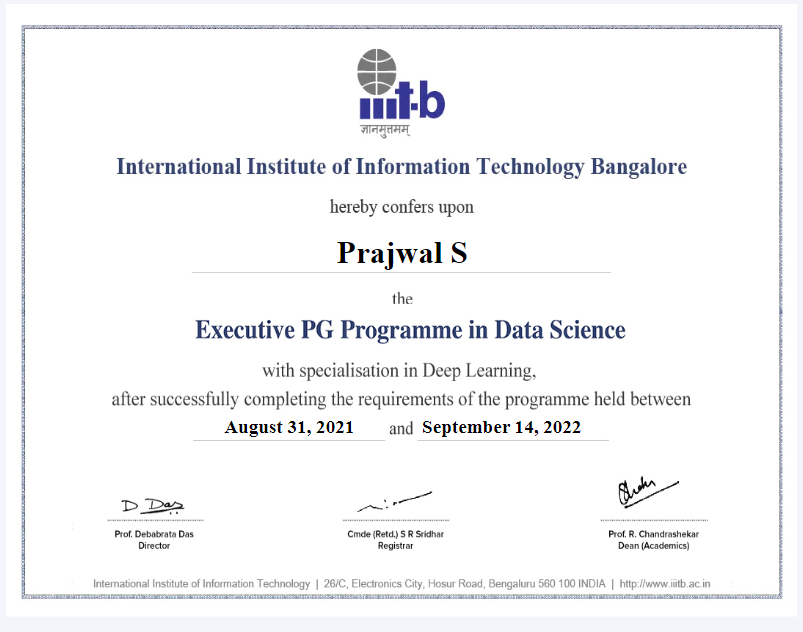 iiit-b
ज्ञानमुत्तमम्
International Institute of Information Technology Bangalore
hereby confers upon
Prajwal S
the
Executive PG Programme in Data Science
with specialisation in Deep Learning,
after successfully completing the requirements of the programme held between
August 31, 2021 and September 14, 2022
D Das
Prof. Debabrata Das
Director
Cmde (Retd.) S R Sridhar
Registrar
Prof. R. Chandrashekar
Dean (Academics)
International Institute of Information Technology | 26/C, Electronics City, Hosur Road, Bengaluru 560 100 INDIA | http://www.iiitb.ac.in